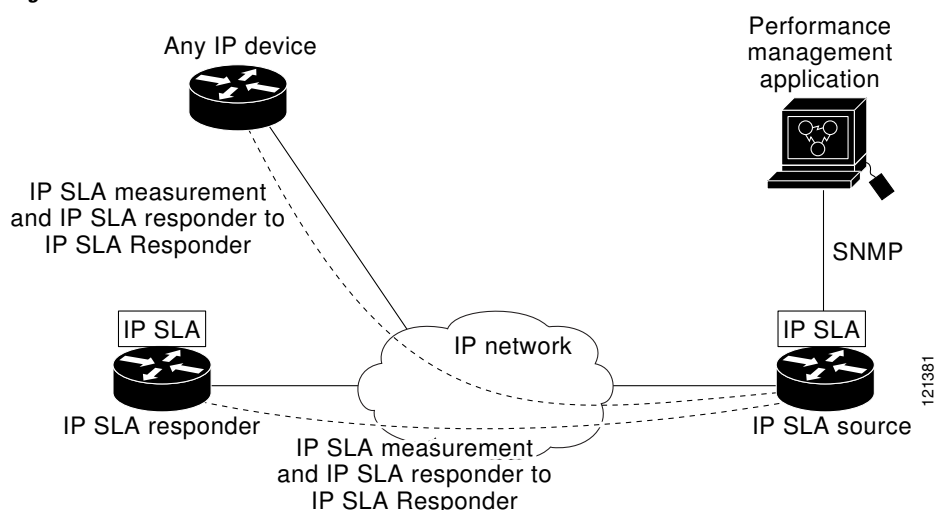 Any IP device
Performance
management
application
IP SLA measurement
and IP SLA responder to
IP SLA Responder
SNMP
IP SLA
IP network
IP SLA
121381
IP SLA responder
IP SLA source
IP SLA measurement
and IP SLA responder to
IP SLA Responder